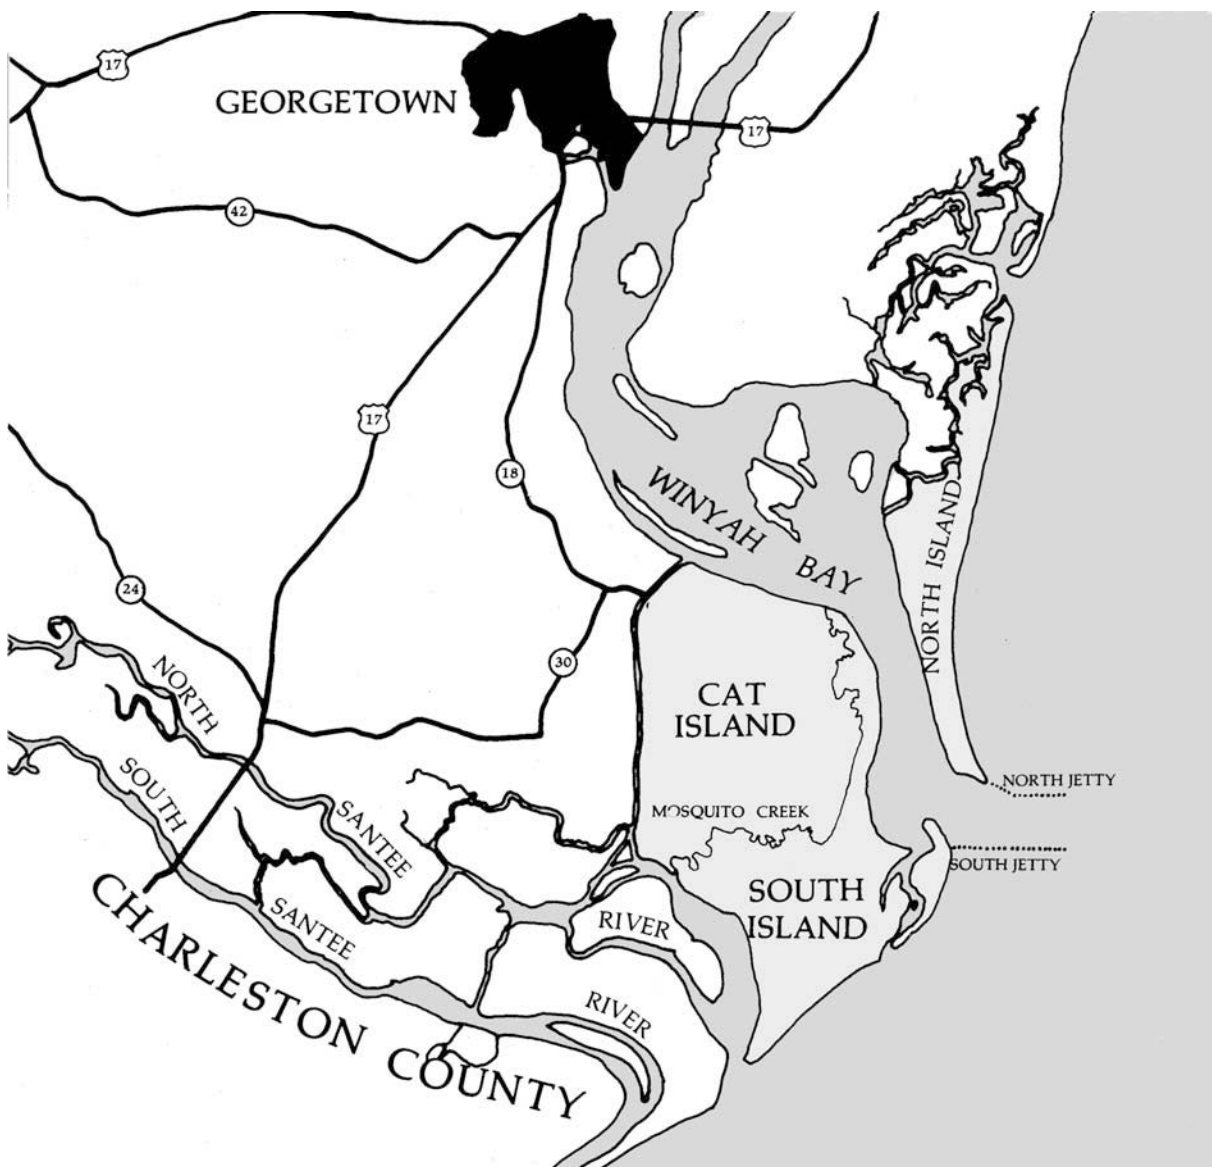 17
GEORGETOWN
17
42
17
18
WINYAH BAY
NORTH ISLAND
24
30
NORTH
SANTEE
RIVER
CAT
ISLAND
MOSQUITO CREEK
NORTH JETTY
SOUTH JETTY
SOUTH
ISLAND
SOUTH
SANTEE
RIVER
CHARLESTON COUNTY